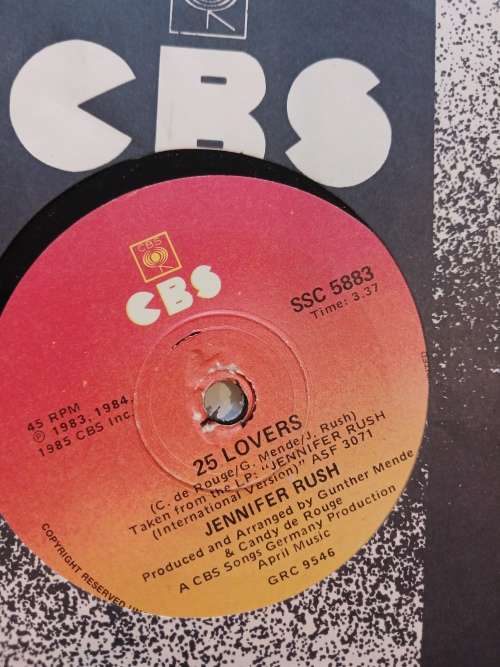 CBS
CBS
CBS
SSC 5883
Time: 3.37
45 RPM
℗ 1983, 1984,
1985 CBS Inc.
25 LOVERS
(C. de Rouge/G. Mende/J. Rush)
Taken from the LP: "JENNIFER RUSH
(International Version)" ASF 3071
JENNIFER RUSH
Produced and Arranged by Gunther Mende
& Candy de Rouge
A CBS Songs Germany Production
April Music
GRC 9546
COPYRIGHT RESERVED